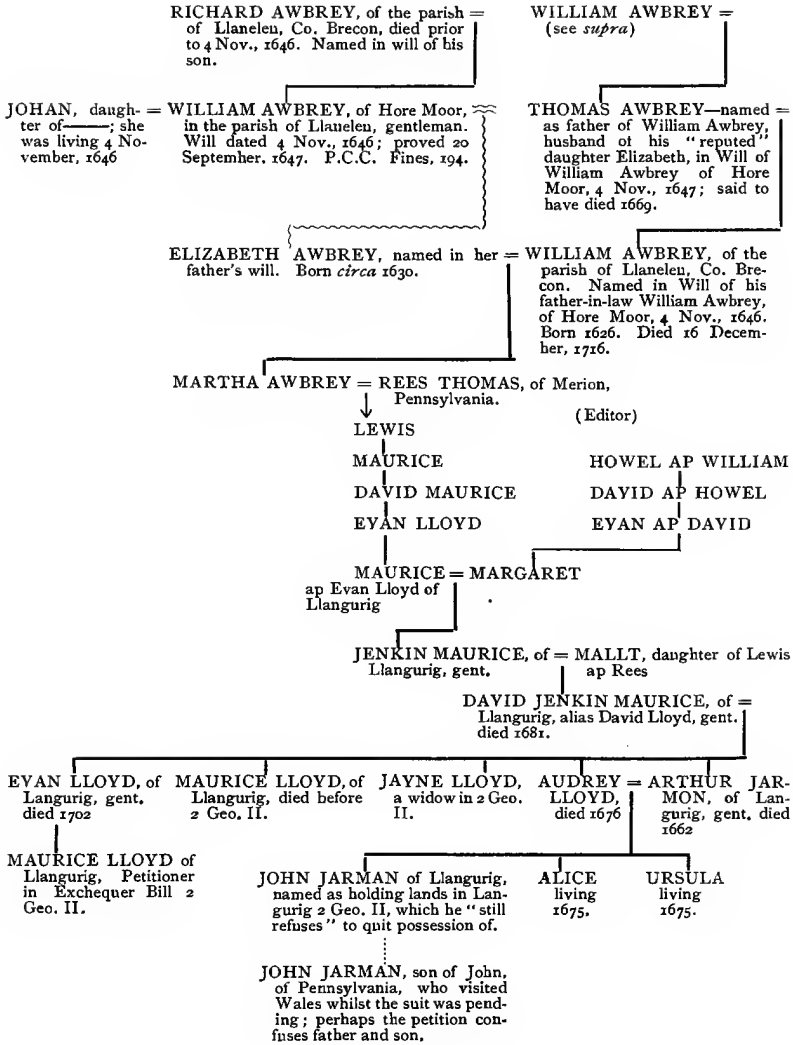 RICHARD AWBREY, of the parish =
of Llaneleu, Co. Brecon, died prior
to 4 Nov., 1646. Named in will of his
son.
WILLIAM AWBREY =
(see supra)
JOHAN, daugh- =
ter of——; she
was living 4 No-
vember, 1646
WILLIAM AWBREY, of Hore Moor,
in the parish of Llaneleu, gentleman.
Will dated 4 Nov., 1646; proved 20
September, 1647. P.C.C. Fines, 194.
THOMAS AWBREY—named =
as father of William Awbrey,
husband of his "reputed"
daughter Elizabeth, in Will of
William Awbrey of Hore
Moor, 4 Nov., 1647; said to
have died 1669.
ELIZABETH AWBREY, named in her =
father's will. Born circa 1630.
WILLIAM AWBREY, of the
parish of Llaneleu, Co. Bre-
con. Named in Will of his
father-in-law William Awbrey,
of Hore Moor, 4 Nov., 1646.
Born 1626. Died 16 Decem-
ber, 1716.
MARTHA AWBREY = REES THOMAS, of Merion,
Pennsylvania.
(Editor)
LEWIS
MAURICE
DAVID MAURICE
EVAN LLOYD
HOWEL AP WILLIAM
DAVID AP HOWEL
EVAN AP DAVID
MAURICE = MARGARET
ap Evan Lloyd of
Llangurig
JENKIN MAURICE, of =
Llangurig, gent.
MALLT, daughter of Lewis
ap Rees
DAVID JENKIN MAURICE, of =
Llangurig, alias David Lloyd, gent.
died 1681.
EVAN LLOYD, of
Langurig, gent.
died 1702
MAURICE LLOYD, of
Llangurig, died before
2 Geo. II.
JAYNE LLOYD,
a widow in 2 Geo.
II.
AUDREY =
LLOYD,
died 1676
ARTHUR JAR-
MON, of Lan-
gurig, gent. died
1662
MAURICE LLOYD of
Llangurig, Petitioner
in Exchequer Bill 2
Geo. II.
JOHN JARMAN of Llangurig,
named as holding lands in Lan-
gurig 2 Geo. II, which he "still
refuses" to quit possession of.
ALICE
living
1675.
URSULA
living
1675.
JOHN JARMAN, son of John,
of Pennsylvania, who visited
Wales whilst the suit was pend-
ing; perhaps the petition con-
fuses father and son.